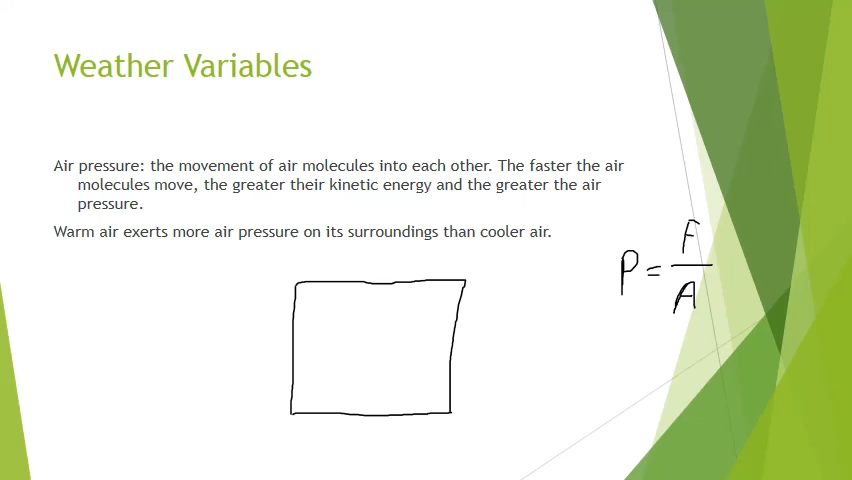 Weather Variables
Air pressure: the movement of air molecules into each other. The faster the air
molecules move, the greater their kinetic energy and the greater the air
pressure.
Warm air exerts more air pressure on its surroundings than cooler air.
P = F / A